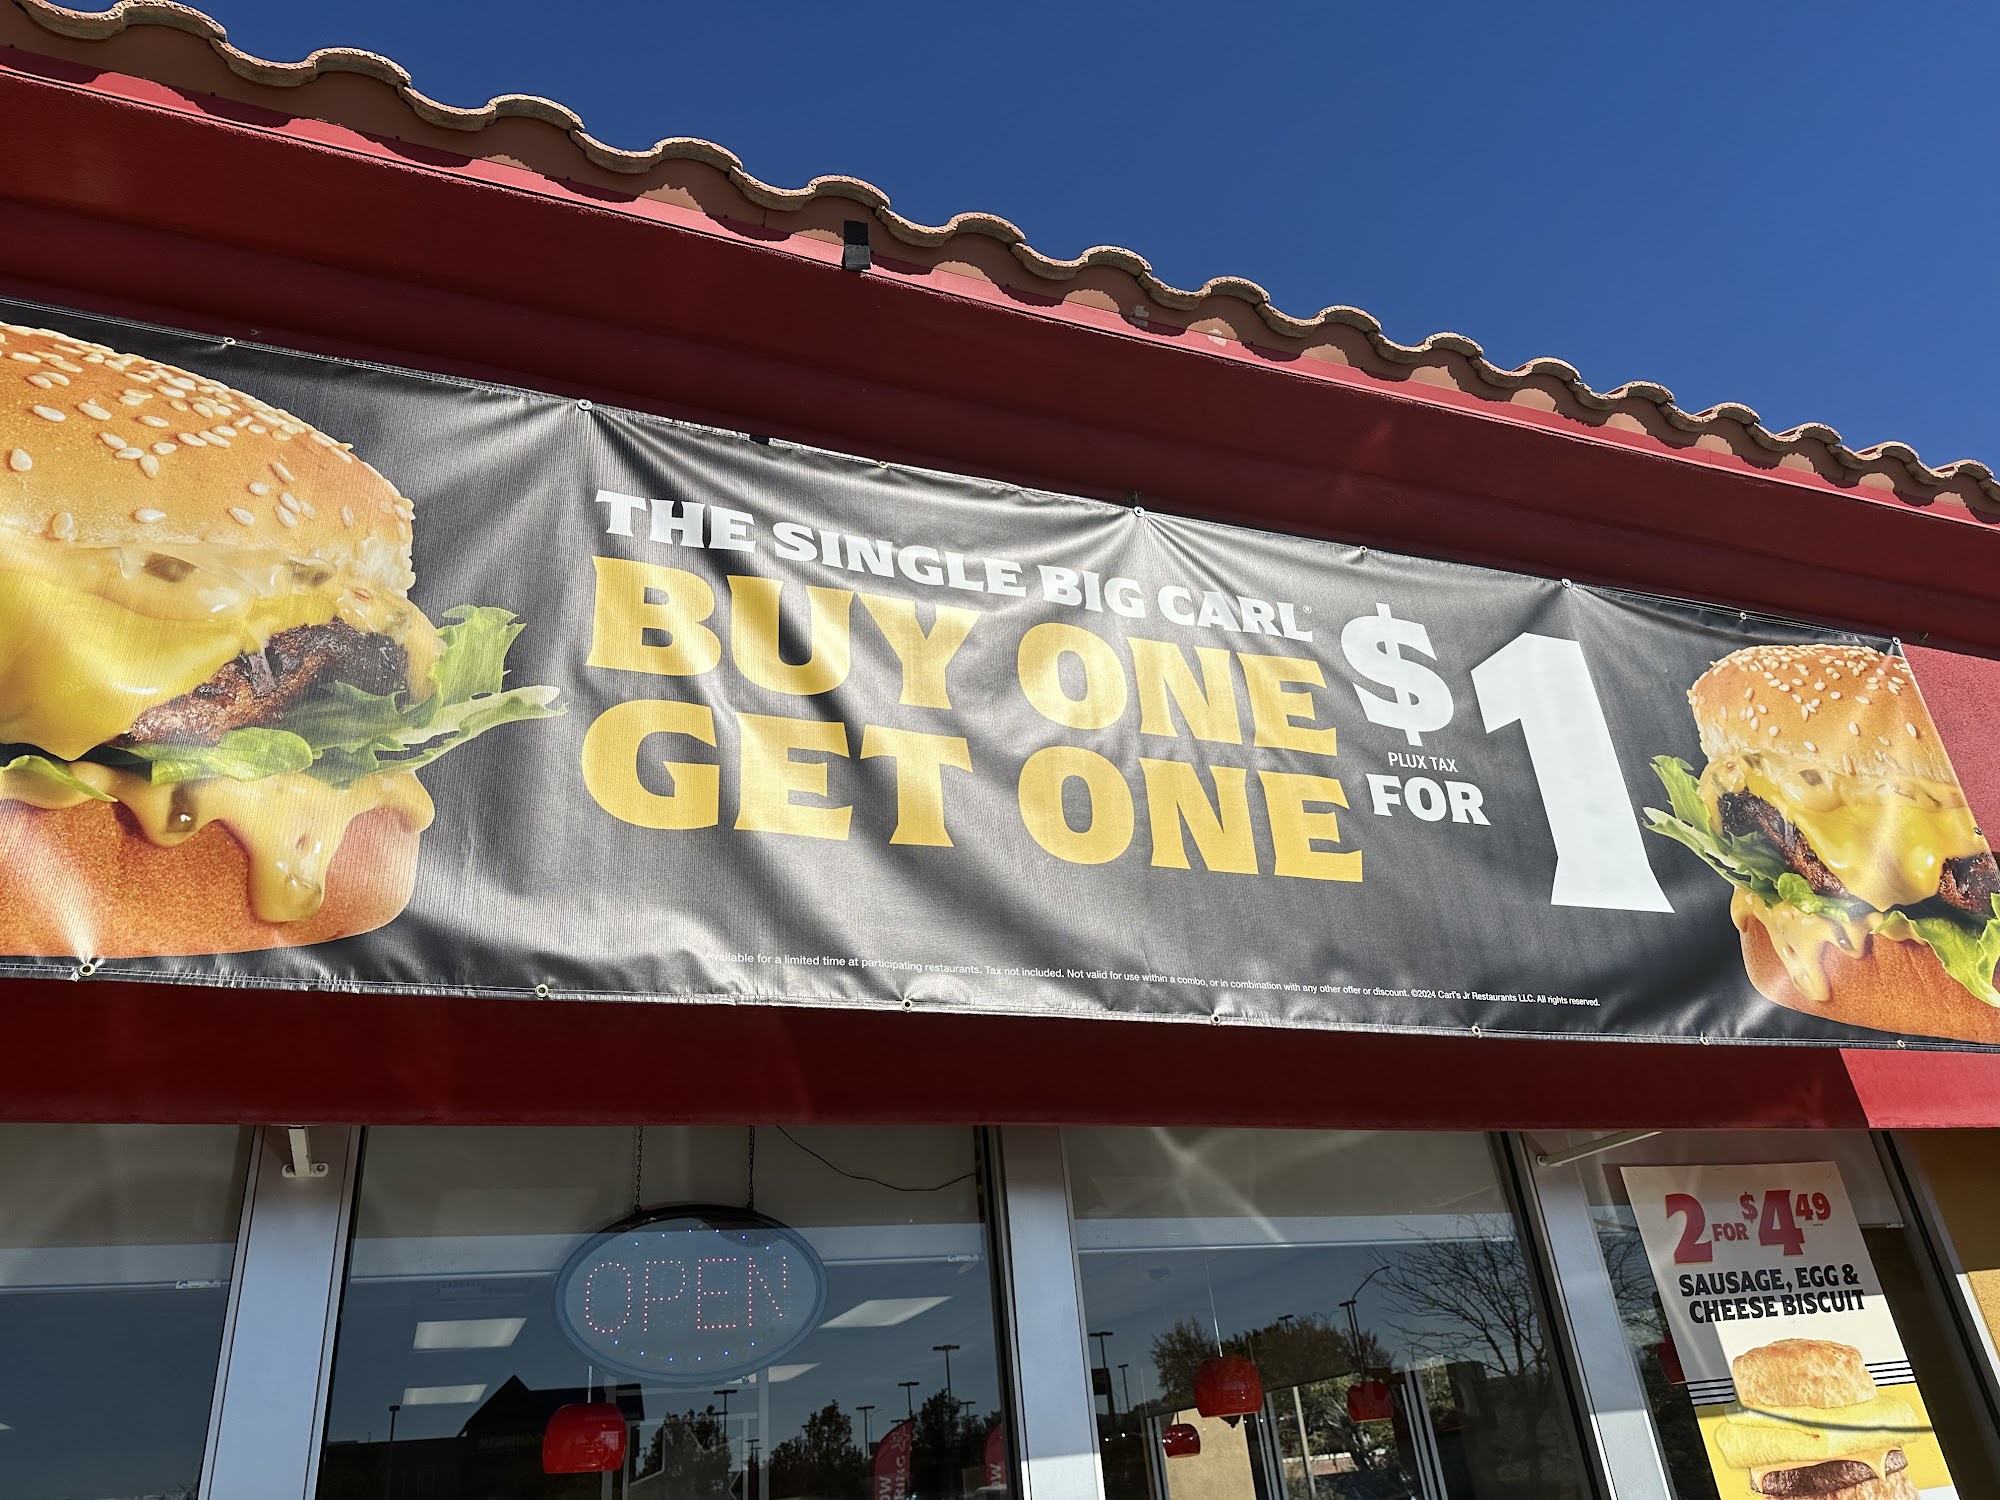 THE SINGLE BIG CARL®
BUY ONE
GET ONE
$1
PLUX TAX
FOR
Available for a limited time at participating restaurants. Tax not included. Not valid for use within a combo, or in combination with any other offer or discount. ©2024 Carl's Jr Restaurants LLC. All rights reserved.
OPEN
2 FOR $4 49
SAUSAGE, EGG &
CHEESE BISCUIT